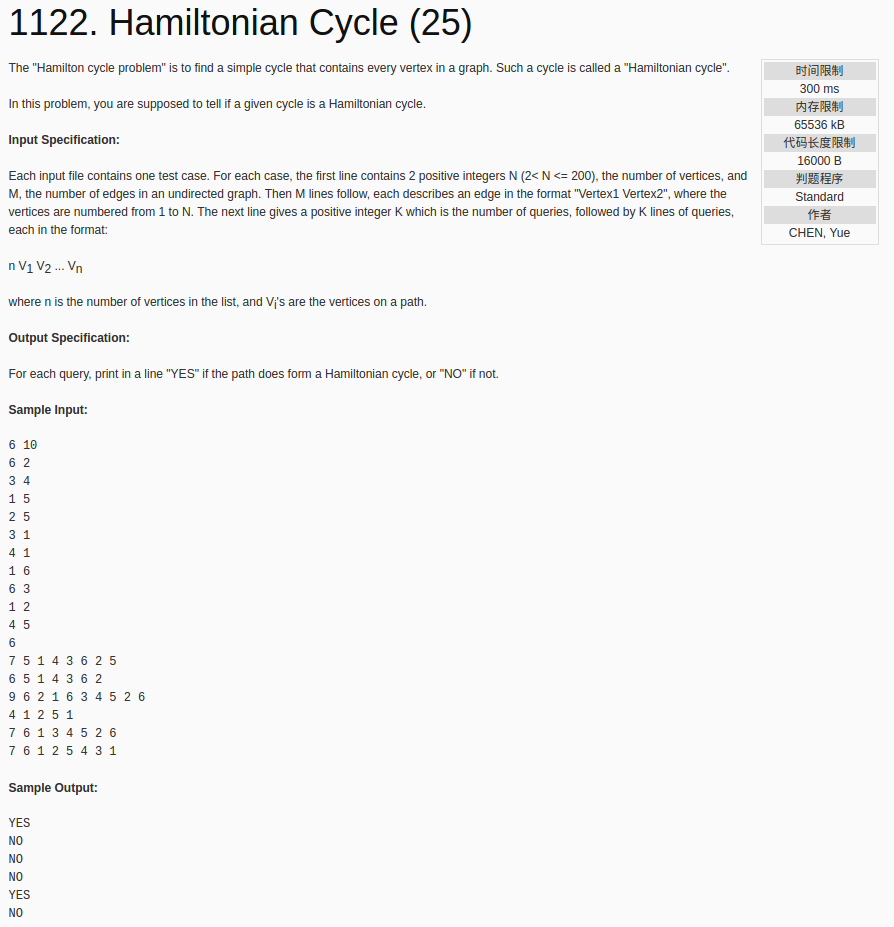 1122. Hamiltonian Cycle (25)
The "Hamilton cycle problem" is to find a simple cycle that contains every vertex in a graph. Such a cycle is called a "Hamiltonian cycle".
In this problem, you are supposed to tell if a given cycle is a Hamiltonian cycle.
Input Specification:
Each input file contains one test case. For each case, the first line contains 2 positive integers N (2< N <= 200), the number of vertices, and
M, the number of edges in an undirected graph. Then M lines follow, each describes an edge in the format "Vertex1 Vertex2", where the
vertices are numbered from 1 to N. The next line gives a positive integer K which is the number of queries, followed by K lines of queries,
each in the format:
n V1 V2 ... Vn
where n is the number of vertices in the list, and Vi's are the vertices on a path.
Output Specification:
For each query, print in a line "YES" if the path does form a Hamiltonian cycle, or "NO" if not.
Sample Input:
6 10
6 2
3 4
1 5
2 5
3 1
4 1
1 6
6 3
1 2
4 5
6
7 5 1 4 3 6 2 5
6 5 1 4 3 6 2
9 6 2 1 6 3 4 5 2 6
4 1 2 5 1
7 6 1 3 4 5 2 6
7 6 1 2 5 4 3 1
Sample Output:
YES
NO
NO
NO
YES
NO
时间限制
300 ms
内存限制
65536 kB
代码长度限制
16000 B
判题程序
Standard
作者
CHEN, Yue